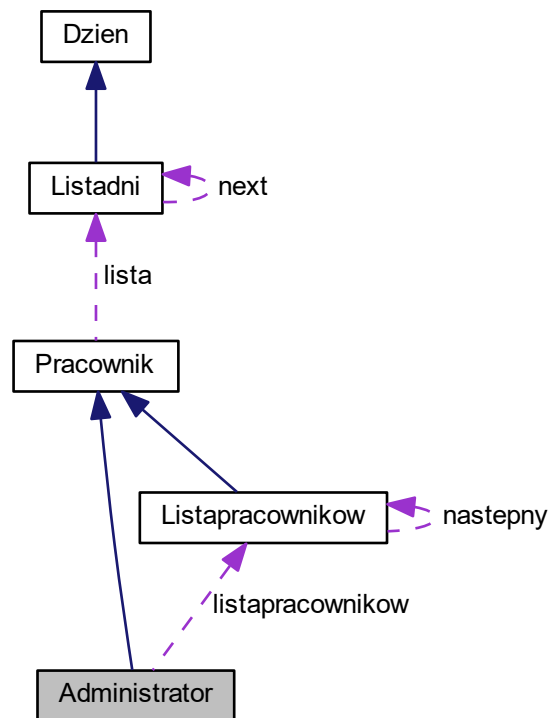 Dzien
Listadni
next
lista
Pracownik
Listapracownikow
nastepny
listapracownikow
Administrator